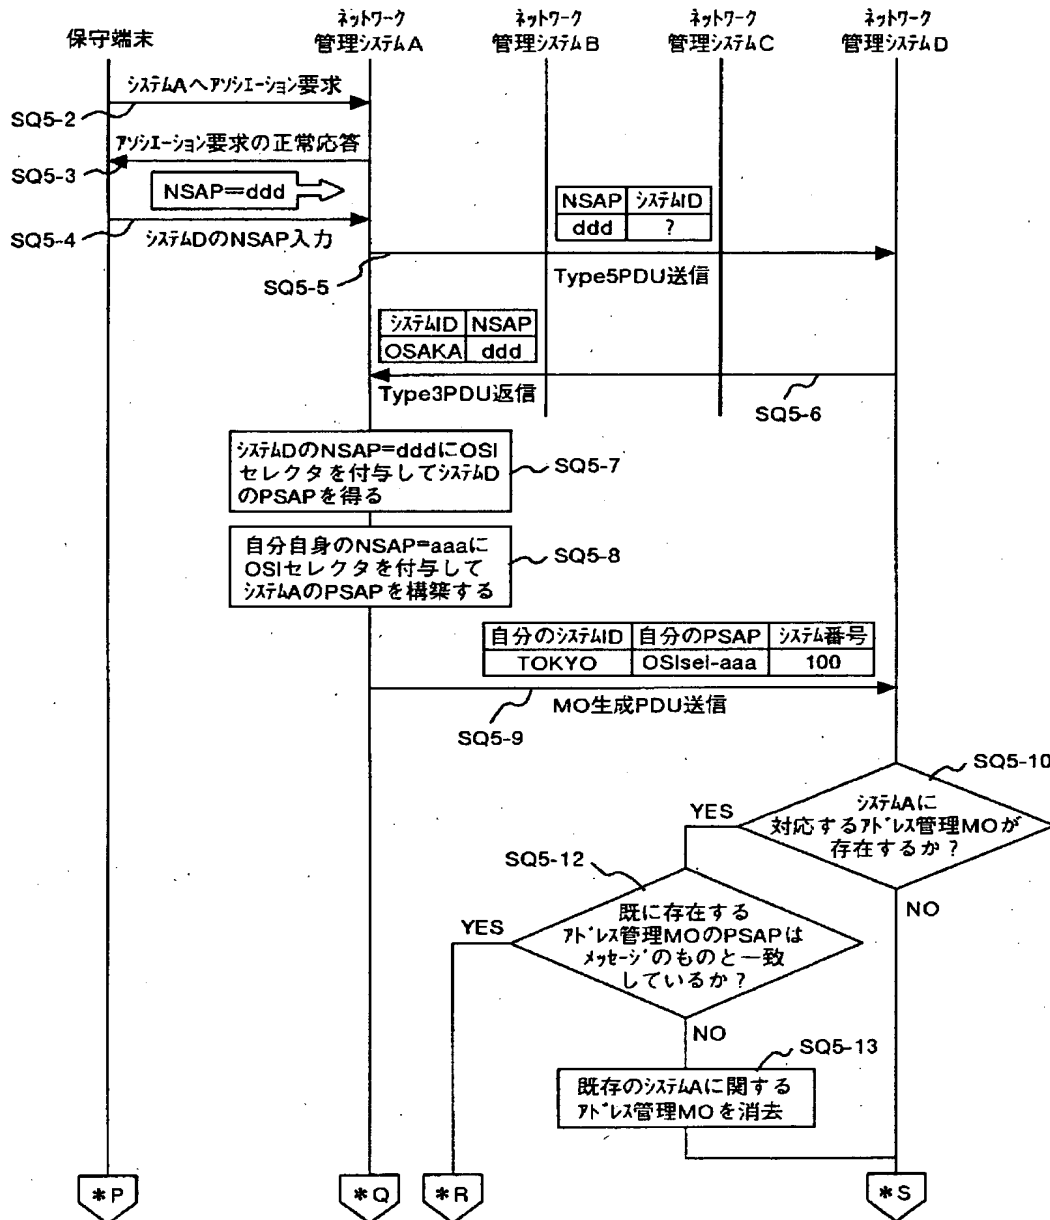 保守端末
ネットワーク
管理システムA
ネットワーク
管理システムB
ネットワーク
管理システムC
ネットワーク
管理システムD
システムAへアソシエーション要求
SQ5-2
アソシエーション要求の正常応答
SQ5-3
NSAP=ddd
SQ5-4
システムDのNSAP入力
NSAP システムID
ddd ?
SQ5-5
Type5PDU送信
システムID NSAP
OSAKA ddd
Type3PDU返信
SQ5-6
システムDのNSAP=dddにOSI
セレクタを付与してシステムD
のPSAPを得る
SQ5-7
自分自身のNSAP=aaaに
OSIセレクタを付与して
システムAのPSAPを構築する
SQ5-8
自分のシステムID 自分のPSAP システム番号
TOKYO OSIsel-aaa 100
MO生成PDU送信
SQ5-9
SQ5-10
システムAに
対応するアドレス管理MOが
存在するか?
YES
NO
SQ5-12
既に存在する
アドレス管理MOのPSAPは
メッセージのものと一致
しているか?
YES
NO
SQ5-13
既存のシステムAに関する
アドレス管理MOを消去
*P
*Q
*R
*S